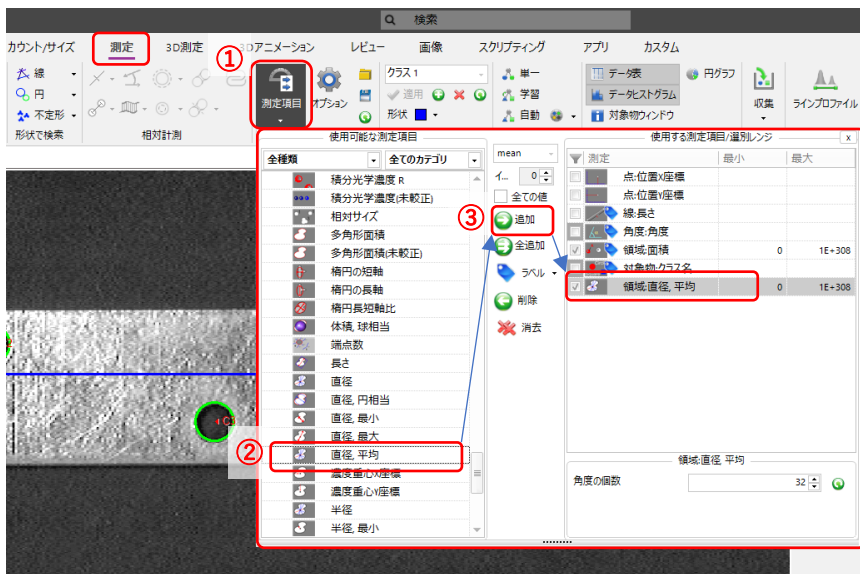 検索
カウント/サイズ 測定 3D測定 3Dアニメーション レビュー 画像 スクリプティング アプリ カスタム
①
線
円
不定形
形状で検索
相対計測
測定項目
オプション
クラス 1
適用
形状
単一
学習
自動
データ表
データヒストグラム
対象物ウィンドウ
円グラフ
収集
ラインプロファイル
使用可能な測定項目
全種類 全てのカテゴリ
積分光学濃度 R
積分光学濃度(未較正)
相対サイズ
多角形面積
多角形面積(未較正)
楕円の短軸
楕円の長軸
楕円長短軸比
体積, 球相当
端点数
長さ
直径
直径, 円相当
直径, 最小
直径, 最大
②
直径, 平均
濃度重心X座標
濃度重心Y座標
半径
半径, 最小
mean
イ... 0
全ての値
③
追加
全追加
ラベル
削除
消去
使用する測定項目/選別レンジ x
測定 最小 最大
点:位置X座標
点:位置Y座標
線:長さ
角度:角度
領域:面積 0 1E+308
対象物:クラス名
領域:直径, 平均 0 1E+308
領域:直径, 平均
角度の個数 32